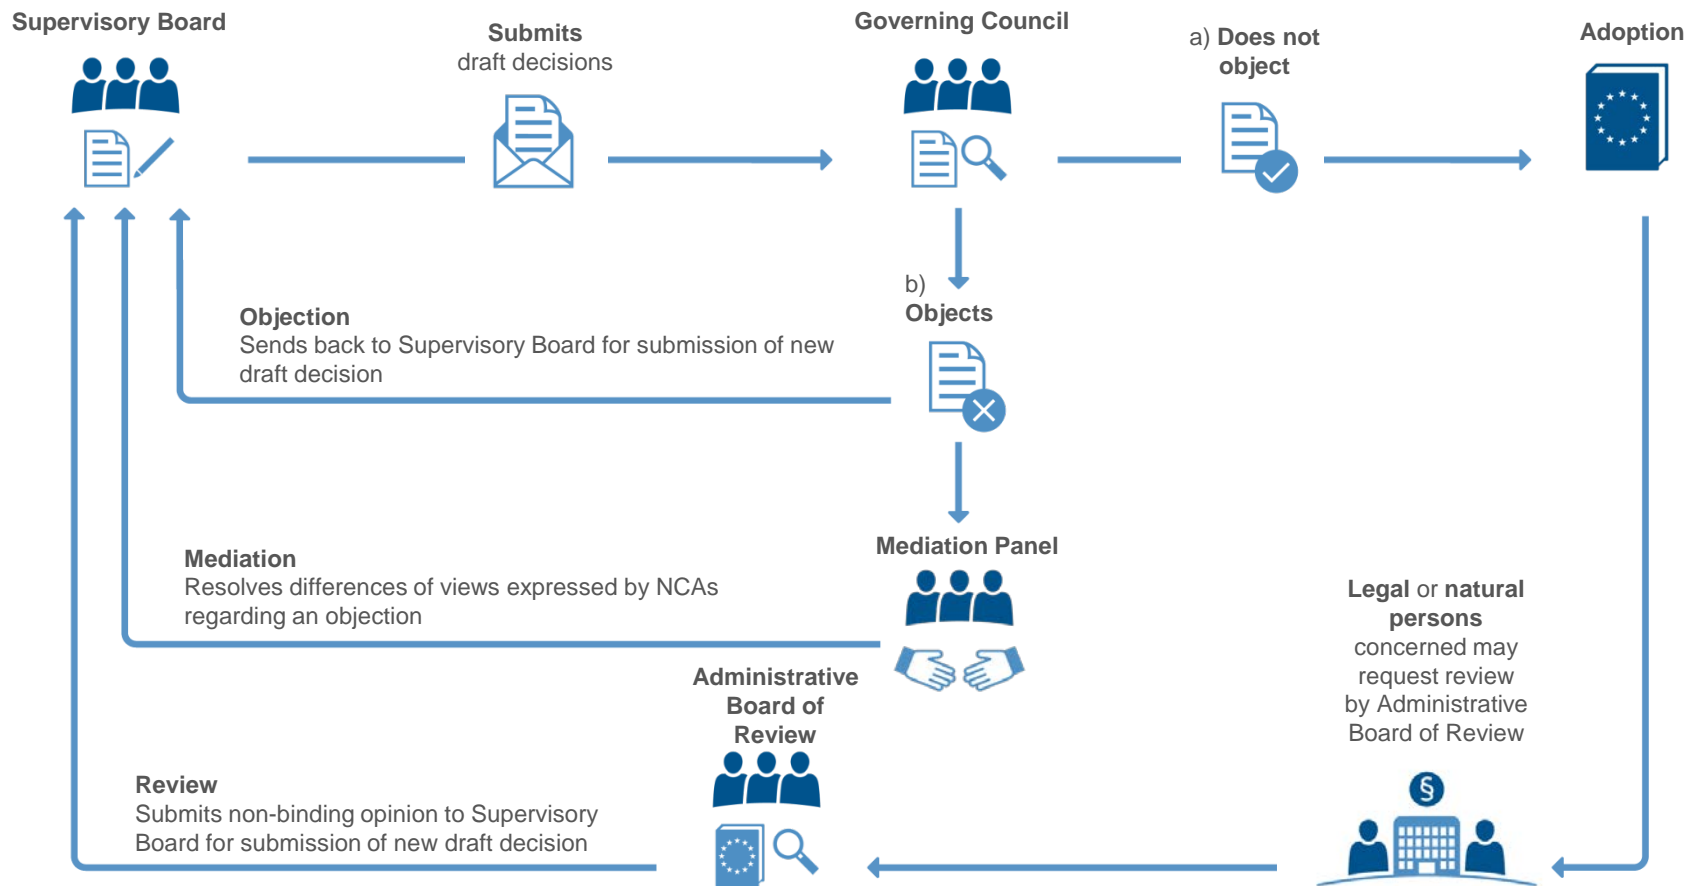 Supervisory Board
Submits
draft decisions
Governing Council
a) Does not
object
Adoption
b)
Objects
Objection
Sends back to Supervisory Board for submission of new
draft decision
Mediation Panel
Mediation
Resolves differences of views expressed by NCAs
regarding an objection
Legal or natural
persons
concerned may
request review
by Administrative
Board of Review
§
Administrative
Board of
Review
Review
Submits non-binding opinion to Supervisory
Board for submission of new draft decision